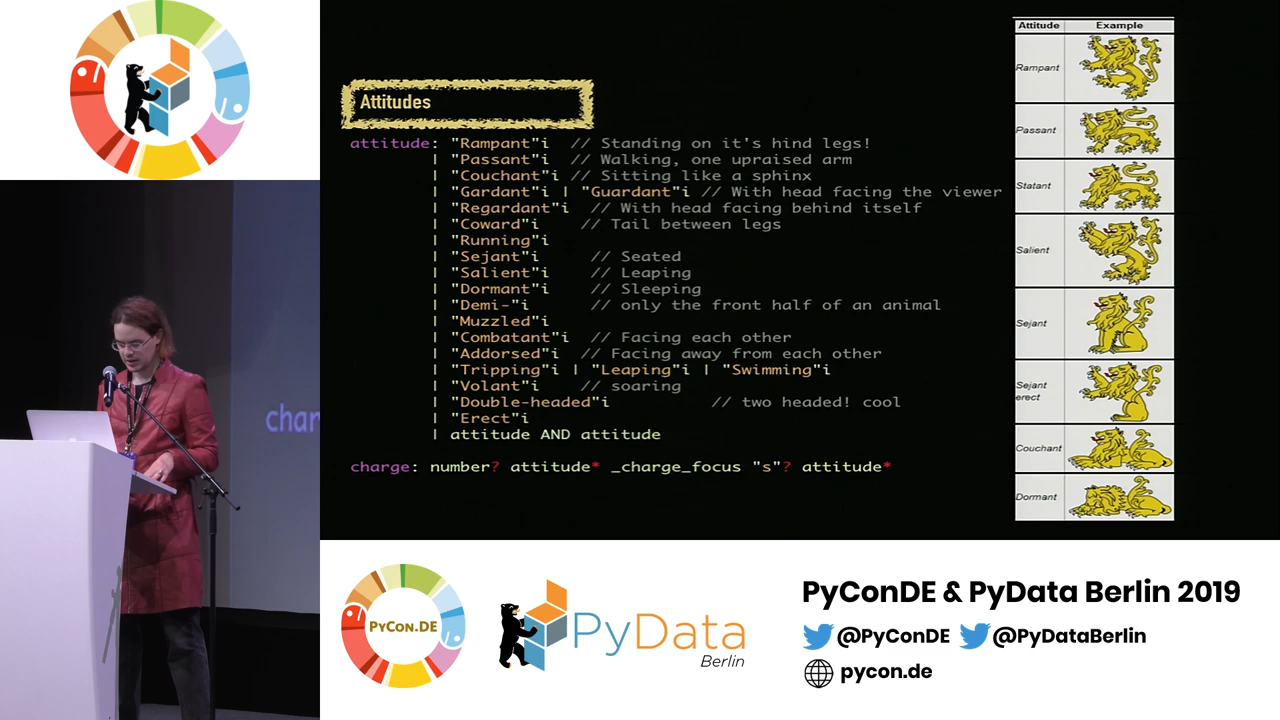 Attitudes
attitude: "Rampant"i // Standing on it's hind legs!
| "Passant"i // Walking, one upraised arm
| "Couchant"i // Sitting like a sphinx
| "Gardant"i | "Guardant"i // With head facing the viewer
| "Regardant"i // With head facing behind itself
| "Coward"i // Tail between legs
| "Running"i
| "Sejant"i // Seated
| "Salient"i // Leaping
| "Dormant"i // Sleeping
| "Demi-"i // only the front half of an animal
| "Muzzled"i
| "Combatant"i // Facing each other
| "Addorsed"i // Facing away from each other
| "Tripping"i | "Leaping"i | "Swimming"i
| "Volant"i // soaring
| "Double-headed"i // two headed! cool
| "Erect"i
| attitude AND attitude
charge: number? attitude* _charge_focus "s"? attitude*
Attitude Example
Rampant
Passant
Statant
Salient
Sejant
Sejant
erect
Couchant
Dormant
char
PYCON.DE
PyData
Berlin
PyConDE & PyData Berlin 2019
@PyConDE @PyDataBerlin
pycon.de